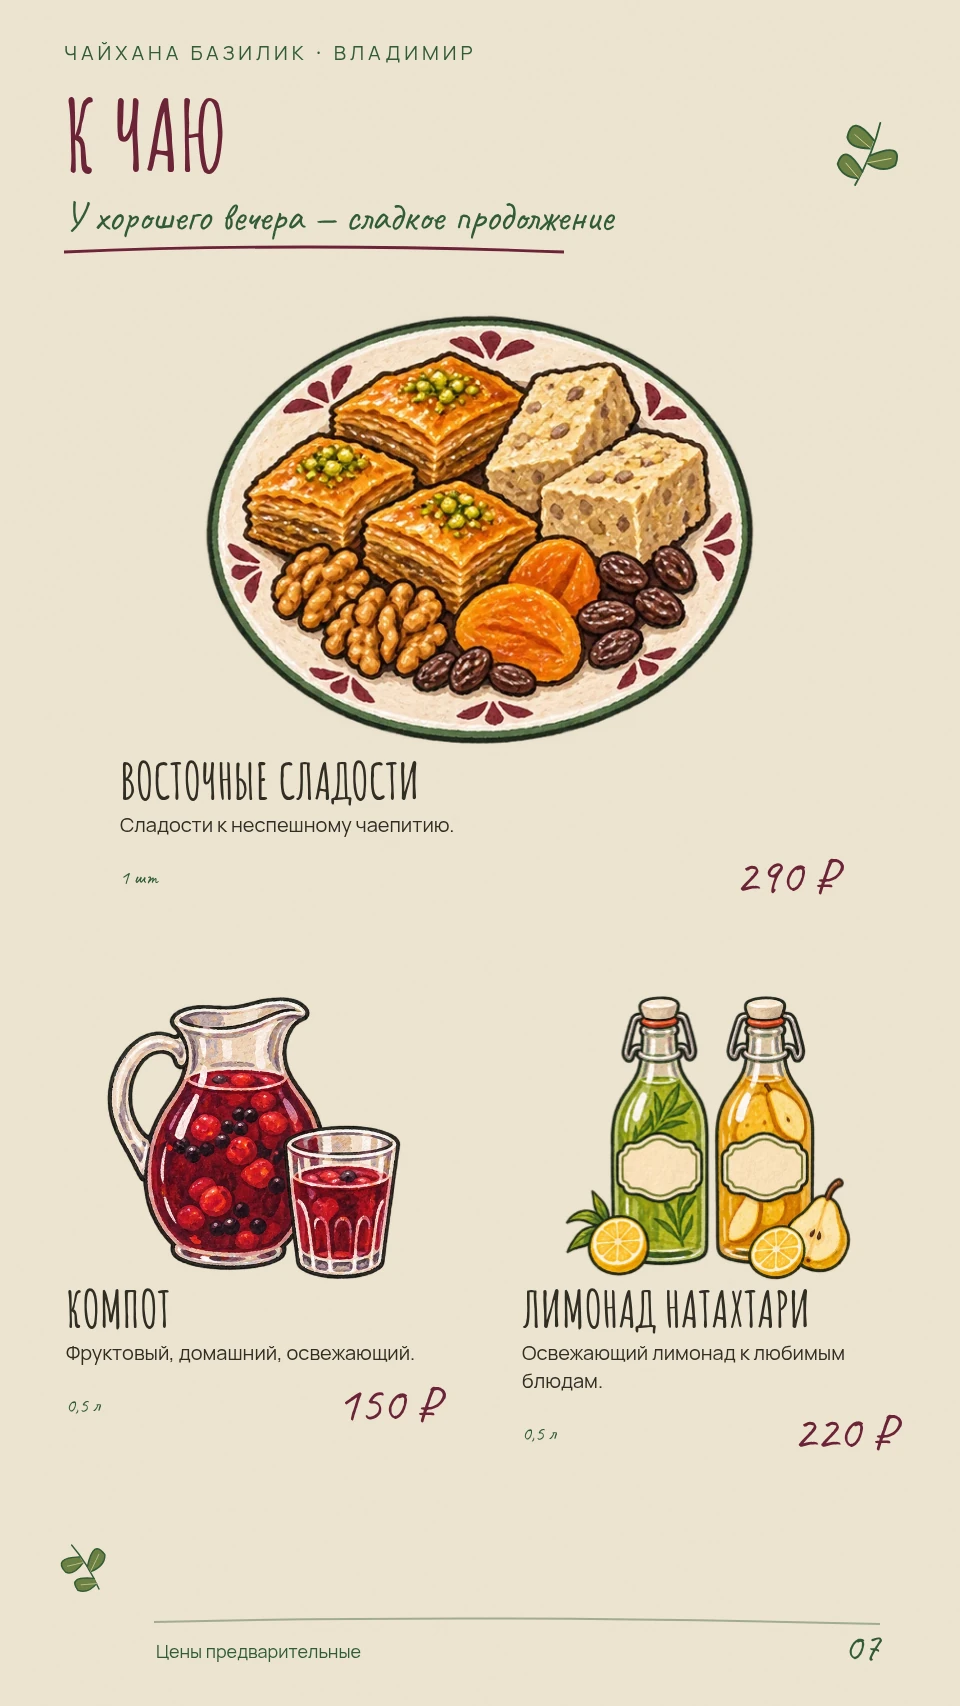 ЧАЙХАНА БАЗИЛИК · ВЛАДИМИР
К ЧАЮ
У хорошего вечера — сладкое продолжение
ВОСТОЧНЫЕ СЛАДОСТИ
Сладости к неспешному чаепитию.
1 шт
290 ₽
КОМПОТ
Фруктовый, домашний, освежающий.
0,5 л
150 ₽
ЛИМОНАД НАТАХТАРИ
Освежающий лимонад к любимым
блюдам.
0,5 л
220 ₽
Цены предварительные
07